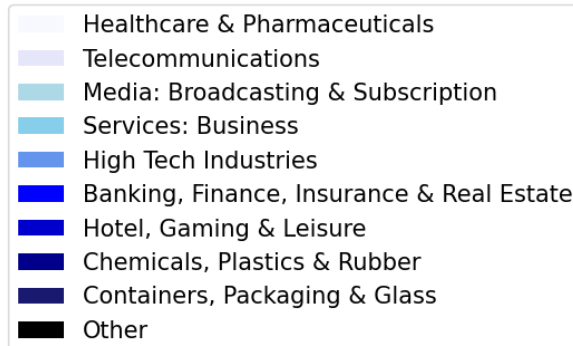 Healthcare & Pharmaceuticals
Telecommunications
Media: Broadcasting & Subscription
Services: Business
High Tech Industries
Banking, Finance, Insurance & Real Estate
Hotel, Gaming & Leisure
Chemicals, Plastics & Rubber
Containers, Packaging & Glass
Other